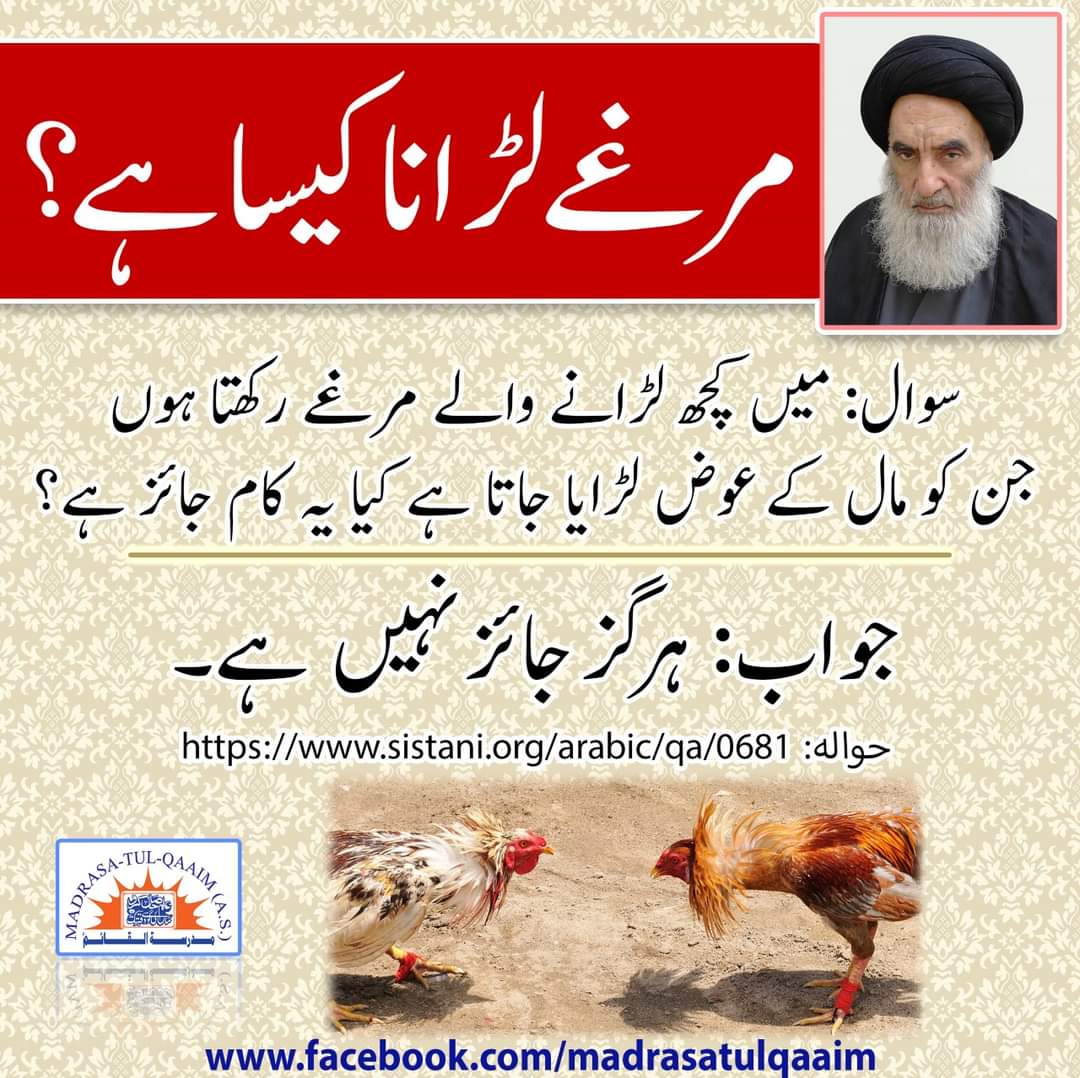 مرغے لڑانا کیسا ہے؟
سوال: میں کچھ لڑانے والے مرغے رکھتا ہوں
جن کو مال کے عوض لڑایا جاتا ہے کیا یہ کام جائز ہے؟
جواب: ہرگز جائز نہیں ہے۔
حوالہ: https://www.sistani.org/arabic/qa/0681
MADRASA-TUL-QAAIM (A.S.)
مدرسة القائم
www.facebook.com/madrasatulqaaim